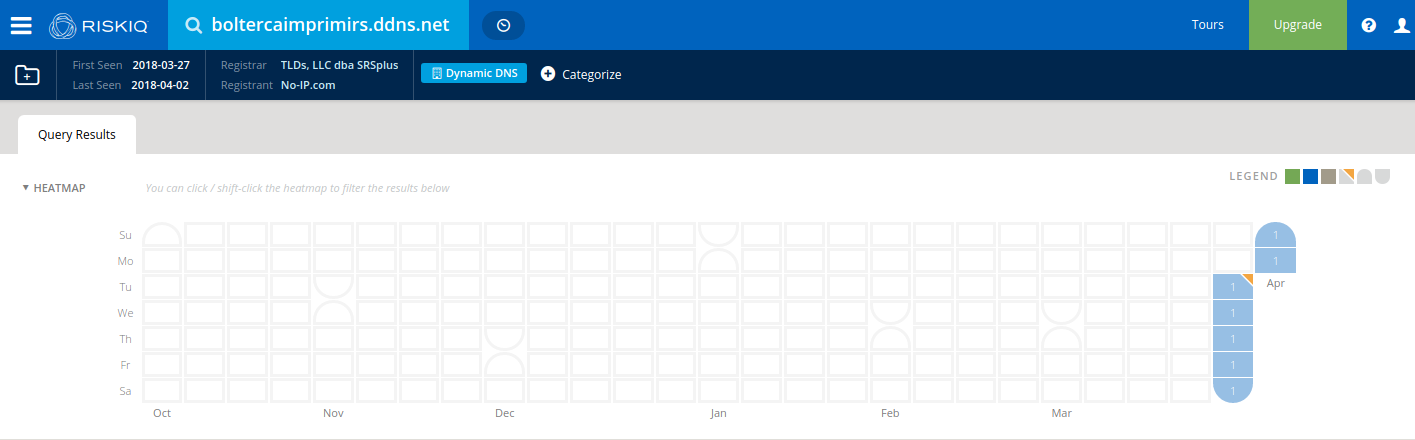 RISKIQ boltercaimprimirs.ddns.net Tours Upgrade ?
First Seen 2018-03-27 Registrar TLDs, LLC dba SRSplus Dynamic DNS Categorize
Last Seen 2018-04-02 Registrant No-IP.com
Query Results
HEATMAP You can click / shift-click the heatmap to filter the results below LEGEND
Su 1
Mo 1
Tu 1
We 1
Th 1
Fr 1
Sa 1
Apr
Oct Nov Dec Jan Feb Mar